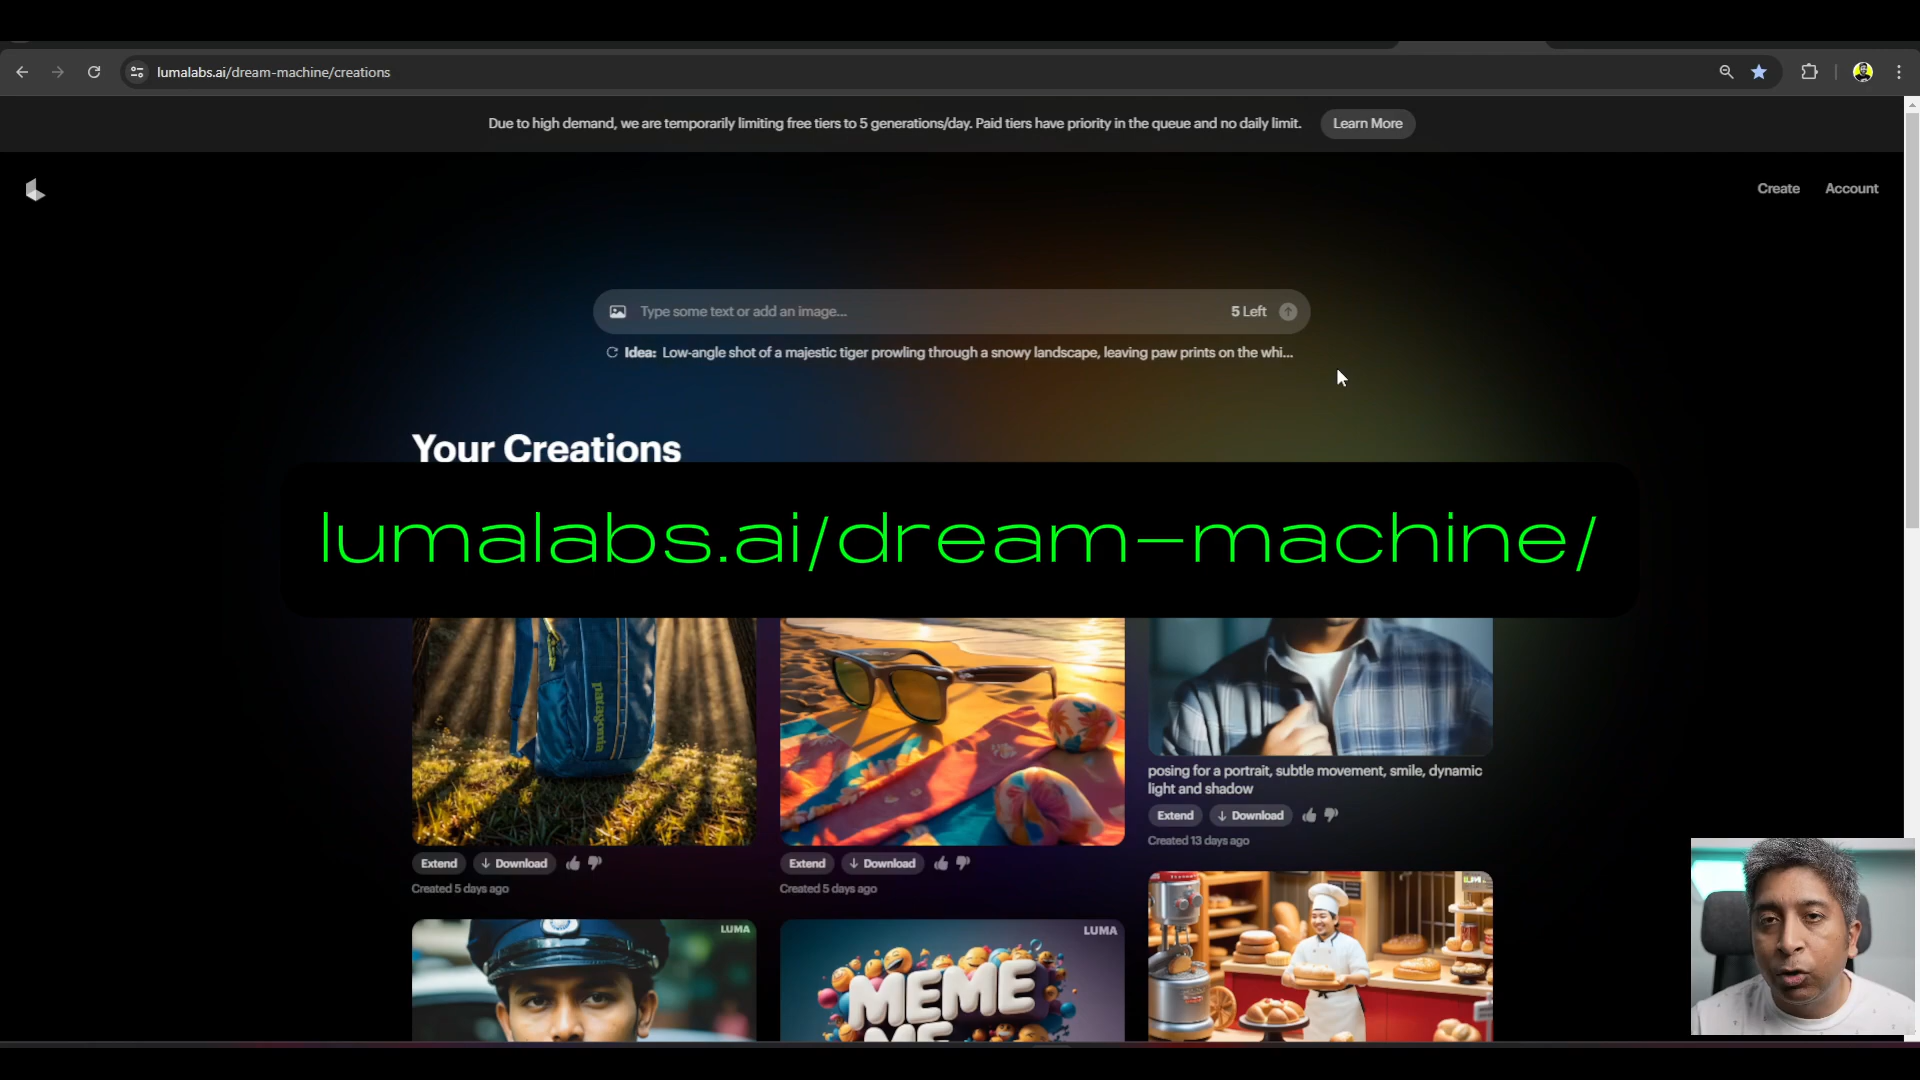 lumalabs.ai/dream-machine/creations
Due to high demand, we are temporarily limiting free tiers to 5 generations/day. Paid tiers have priority in the queue and no daily limit.
Learn More
Create
Account
Type some text or add an image...
5 Left
Idea: Low-angle shot of a majestic tiger prowling through a snowy landscape, leaving paw prints on the whi...
Your Creations
lumalabs.ai/dream-machine/
patagonia
posing for a portrait, subtle movement, smile, dynamic
light and shadow
Extend
Download
Created 13 days ago
Extend
Download
Extend
Download
Created 5 days ago
Created 5 days ago
LUMA
LUMA
MEME
ME